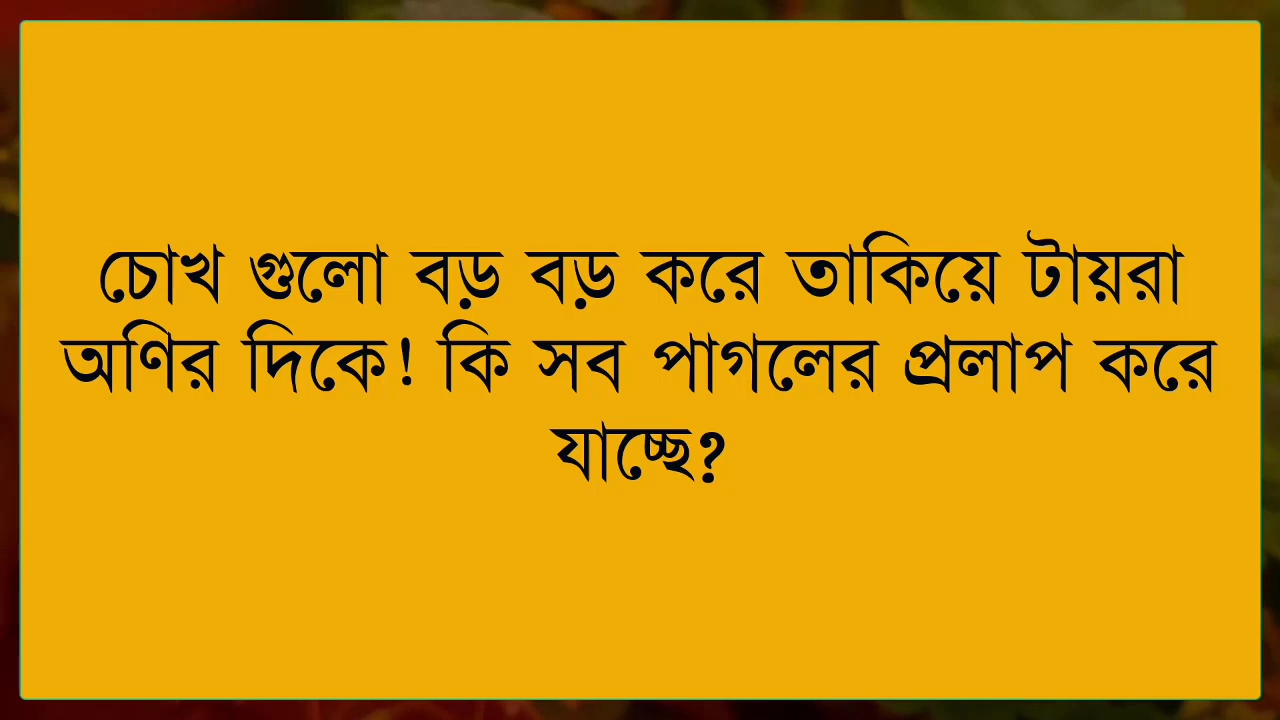 চোখ গুলো বড় বড় করে তাকিয়ে টায়রা
অণির দিকে! কি সব পাগলের প্রলাপ করে
যাচ্ছে?